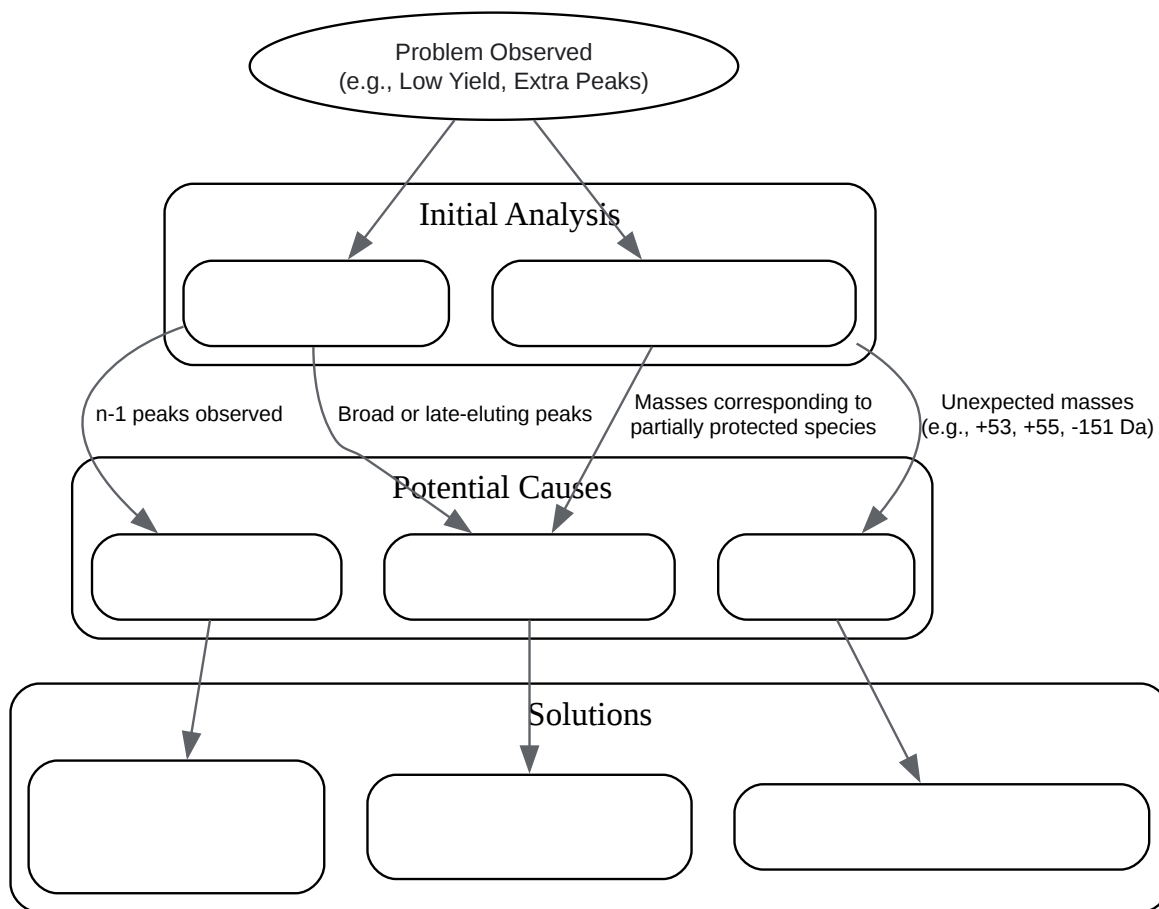 Problem Observed
(e.g., Low Yield, Extra Peaks)
Initial Analysis
n-1 peaks observed
Broad or late-eluting peaks
Masses corresponding to
partially protected species
Unexpected masses
(e.g., +53, +55, -151 Da)
Potential Causes
Solutions